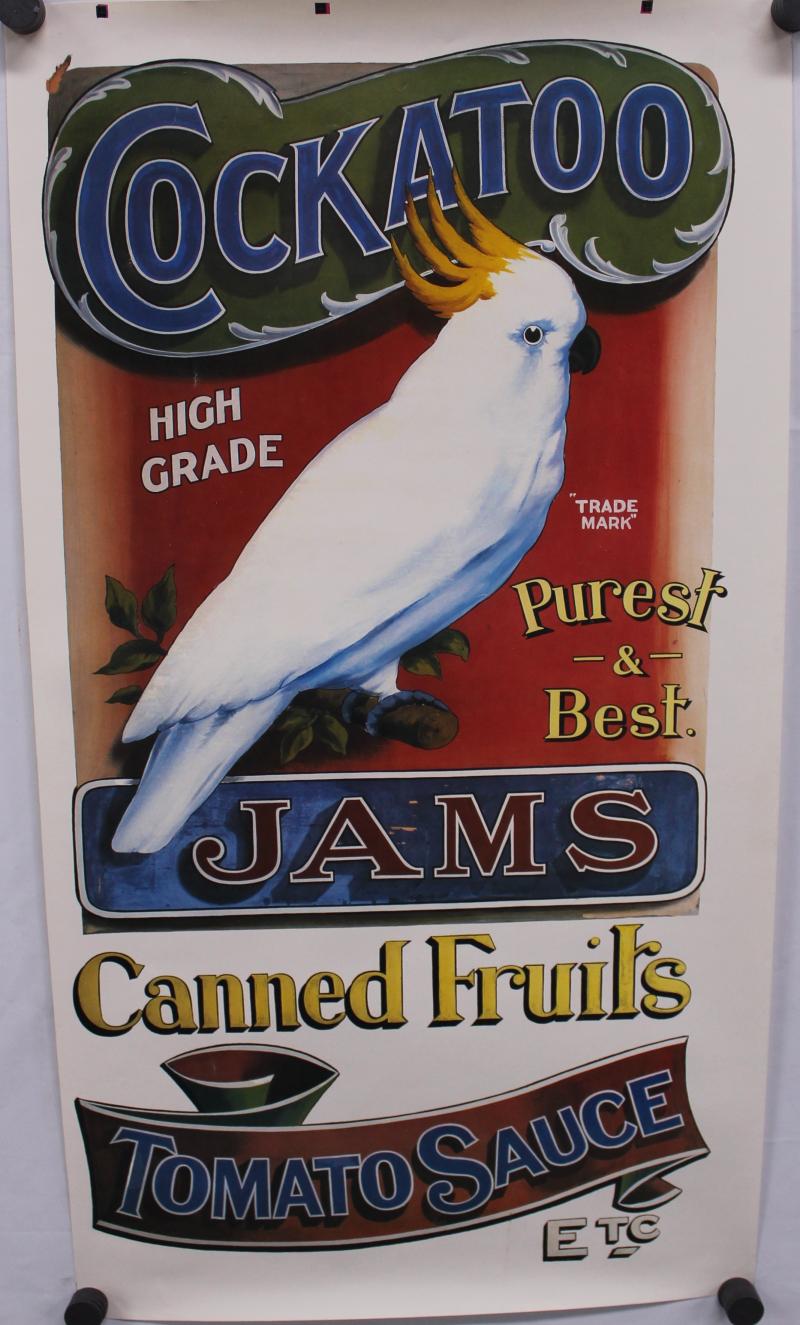 COCKATOO
HIGH
GRADE
"TRADE
MARK"
Purest
-&-
Best.
JAMS
Canned Fruits
TOMATO SAUCE
ETC